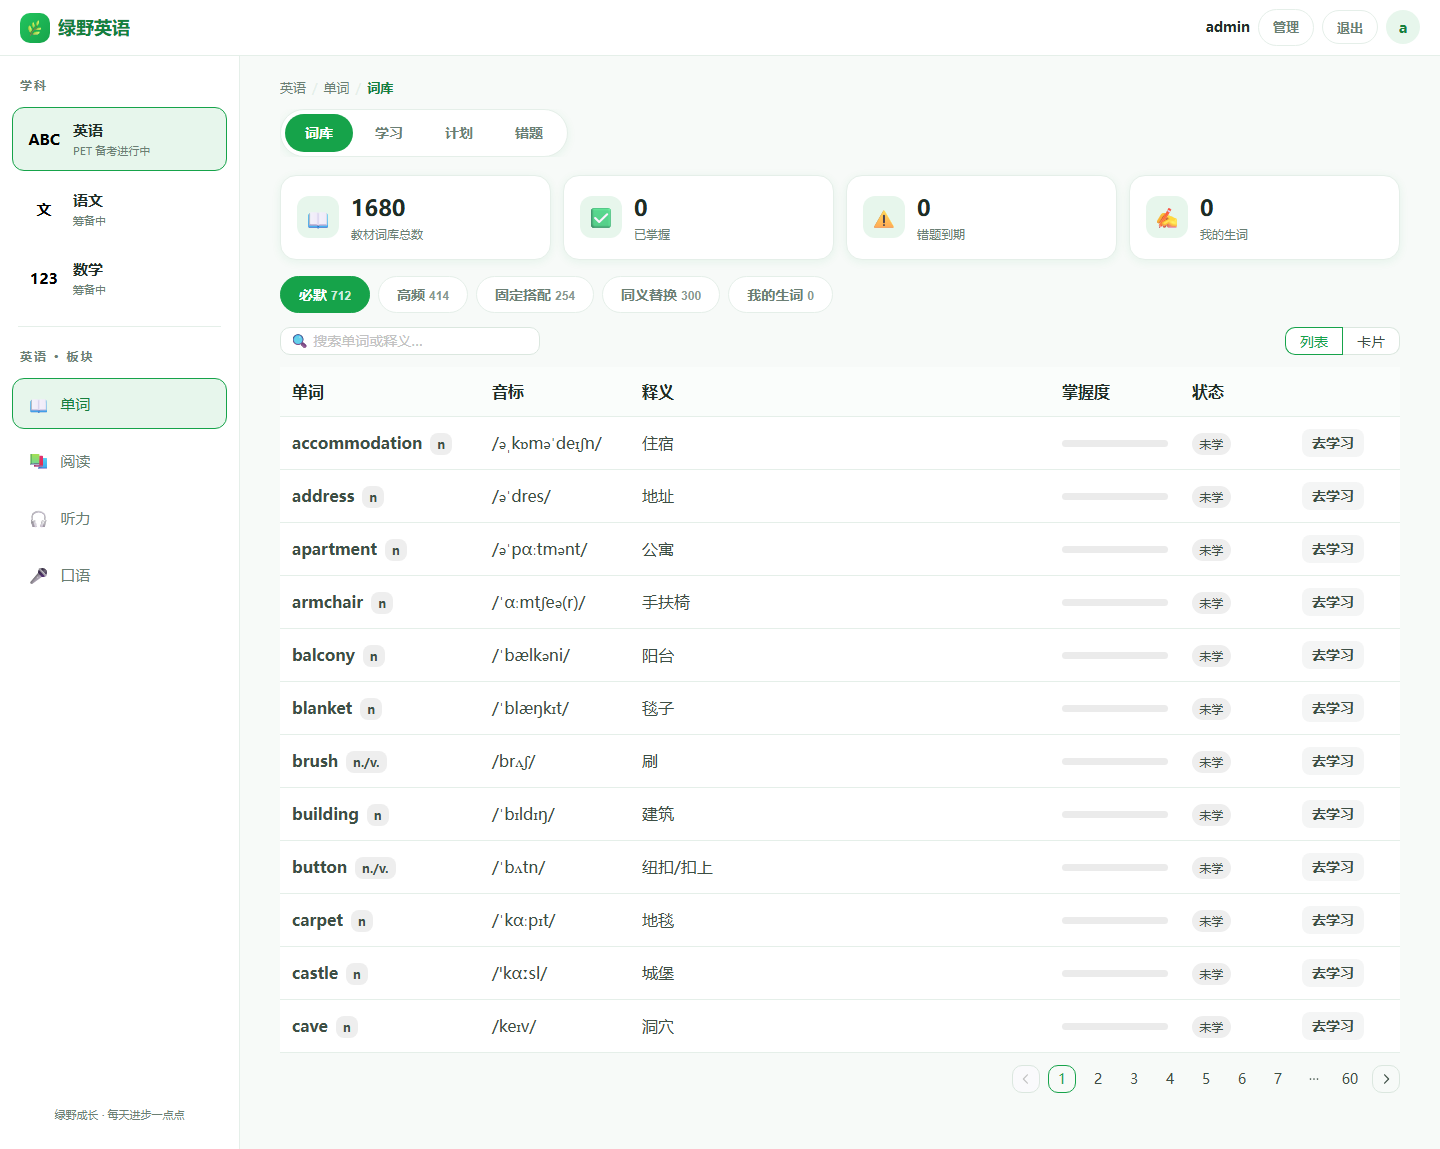 绿野英语
admin 管理 退出 a
学科
ABC 英语
PET 备考进行中
文 语文
筹备中
123 数学
筹备中
英语 • 板块
单词
阅读
听力
口语
绿野成长 · 每天进步一点点
英语 / 单词 / 词库
词库 学习 计划 错题
1680
教材词库总数
0
已掌握
0
错题到期
0
我的生词
必默 712 高频 414 固定搭配 254 同义替换 300 我的生词 0
搜索单词或释义...
列表 卡片
单词 音标 释义 掌握度 状态
accommodation n /əˌkɒməˈdeɪʃn/ 住宿 未学 去学习
address n /əˈdres/ 地址 未学 去学习
apartment n /əˈpɑːtmənt/ 公寓 未学 去学习
armchair n /ˈɑːmtʃeə(r)/ 手扶椅 未学 去学习
balcony n /ˈbælkəni/ 阳台 未学 去学习
blanket n /ˈblæŋkɪt/ 毯子 未学 去学习
brush n./v. /brʌʃ/ 刷 未学 去学习
building n /ˈbɪldɪŋ/ 建筑 未学 去学习
button n./v. /ˈbʌtn/ 纽扣/扣上 未学 去学习
carpet n /ˈkɑːpɪt/ 地毯 未学 去学习
castle n /ˈkɑːsl/ 城堡 未学 去学习
cave n /keɪv/ 洞穴 未学 去学习
1 2 3 4 5 6 7 ··· 60